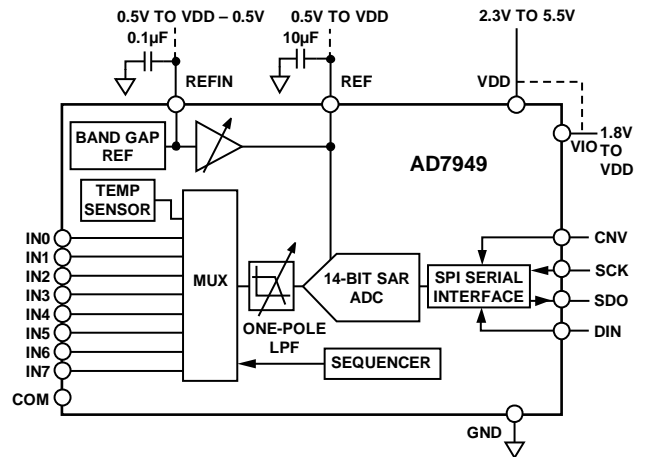 0.5V TO VDD – 0.5V
0.5V TO VDD
2.3V TO 5.5V
0.1µF
10µF
REFIN
REF
VDD
1.8V
TO
VDD
VIO
BAND GAP
REF
AD7949
TEMP
SENSOR
IN0
IN1
IN2
IN3
IN4
IN5
IN6
IN7
COM
MUX
ONE-POLE
LPF
14-BIT SAR
ADC
SPI SERIAL
INTERFACE
CNV
SCK
SDO
DIN
SEQUENCER
GND